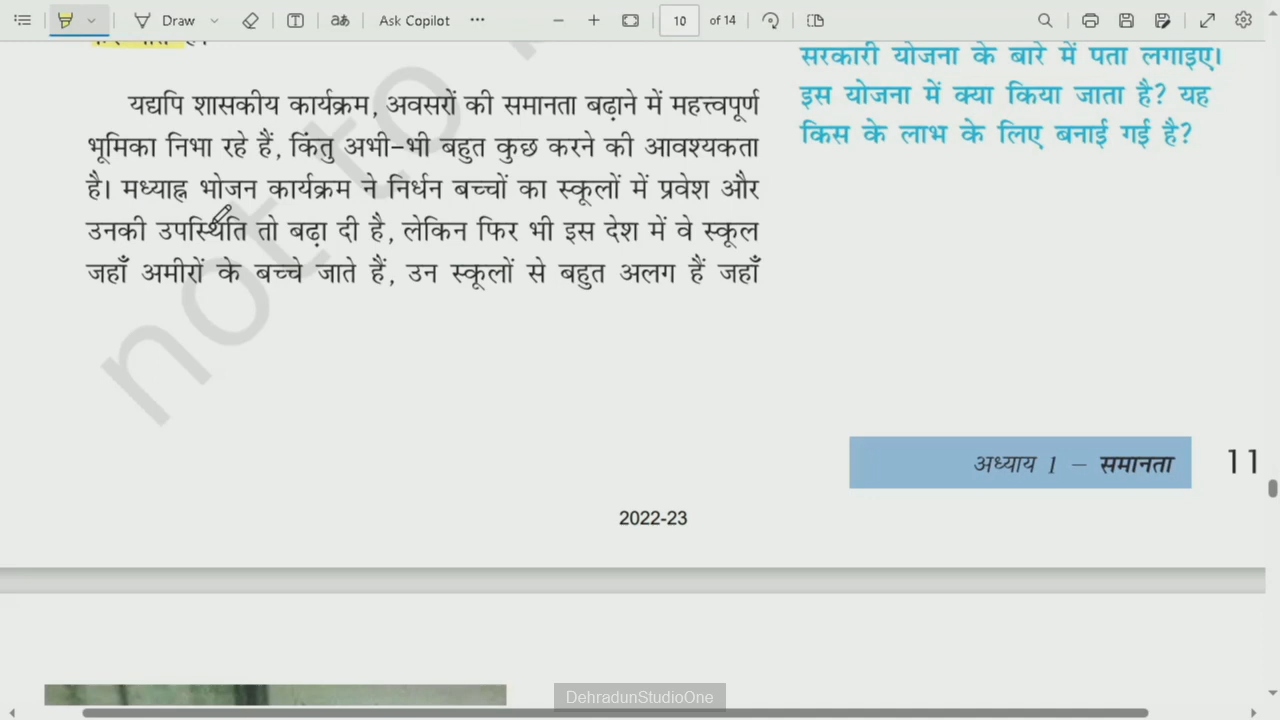 Draw
Ask Copilot
10 of 14
सरकारी योजना के बारे में पता लगाइए।
इस योजना में क्या किया जाता है? यह
किस के लाभ के लिए बनाई गई है?
यद्यपि शासकीय कार्यक्रम, अवसरों की समानता बढ़ाने में महत्त्वपूर्ण
भूमिका निभा रहे हैं, किंतु अभी-भी बहुत कुछ करने की आवश्यकता
है। मध्याह्न भोजन कार्यक्रम ने निर्धन बच्चों का स्कूलों में प्रवेश और
उनकी उपस्थिति तो बढ़ा दी है, लेकिन फिर भी इस देश में वे स्कूल
जहाँ अमीरों के बच्चे जाते हैं, उन स्कूलों से बहुत अलग हैं जहाँ
not to
अध्याय 1 – समानता 11
2022-23
DehradunStudioOne